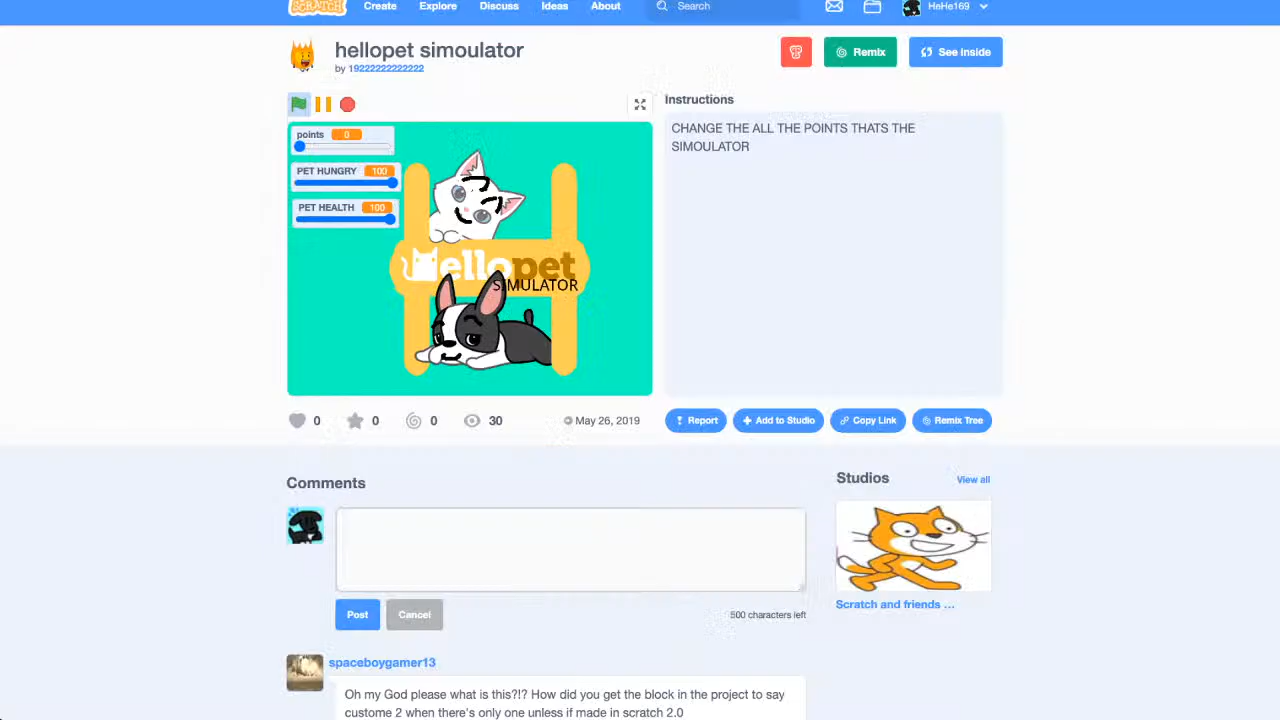 SCRATCH
Create
Explore
Discuss
Ideas
About
Search
HeHe169
hellopet simoulator
by 19222222222222
Remix
See inside
Instructions
CHANGE THE ALL THE POINTS THATS THE
SIMOULATOR
points 0
PET HUNGRY 100
PET HEALTH 100
Hellopet
SIMULATOR
0
0
0
30
May 26, 2019
Report
Add to Studio
Copy Link
Remix Tree
Comments
Post
Cancel
500 characters left
Studios
View all
Scratch and friends ...
spaceboygamer13
Oh my God please what is this?!? How did you get the block in the project to say
custome 2 when there's only one unless if made in scratch 2.0